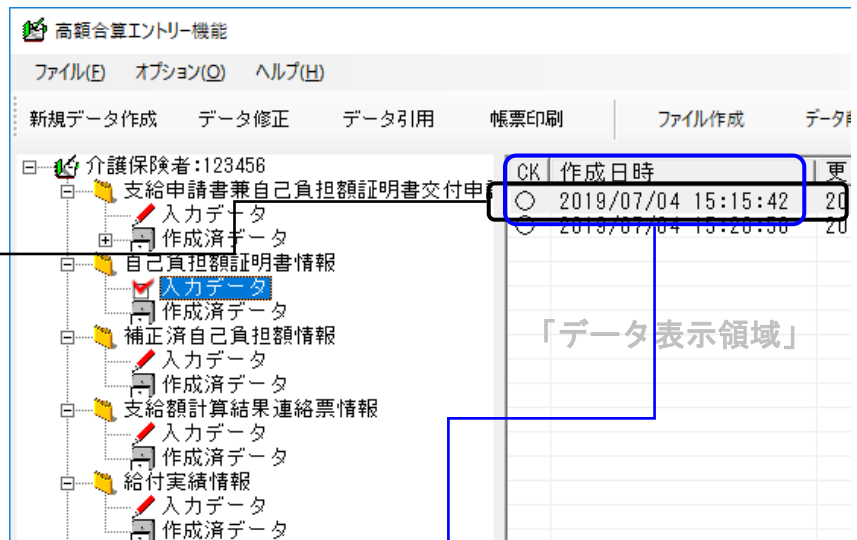 高額合算エントリー機能
ファイル(F) オプション(O) ヘルプ(H)
新規データ作成 データ修正 データ引用 帳票印刷 ファイル作成 データ
介護保険者:123456
支給申請書兼自己負担額証明書交付申
入力データ
作成済データ
自己負担額証明書情報
入力データ
作成済データ
補正済自己負担額情報
入力データ
作成済データ
支給額計算結果連絡票情報
入力データ
作成済データ
給付実績情報
入力データ
作成済データ
CK 作成日時 更
○ 2019/07/04 15:15:42 20
○ 2019/07/04 20
「データ表示領域」